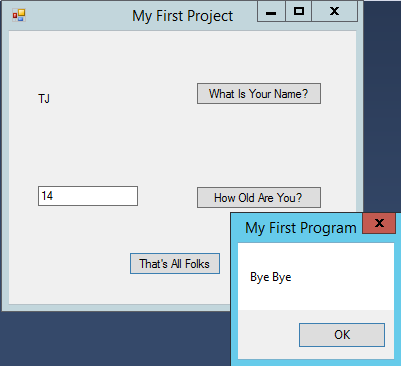 My First Project
TJ
What Is Your Name?
14
How Old Are You?
That's All Folks
My First Program
Bye Bye
OK